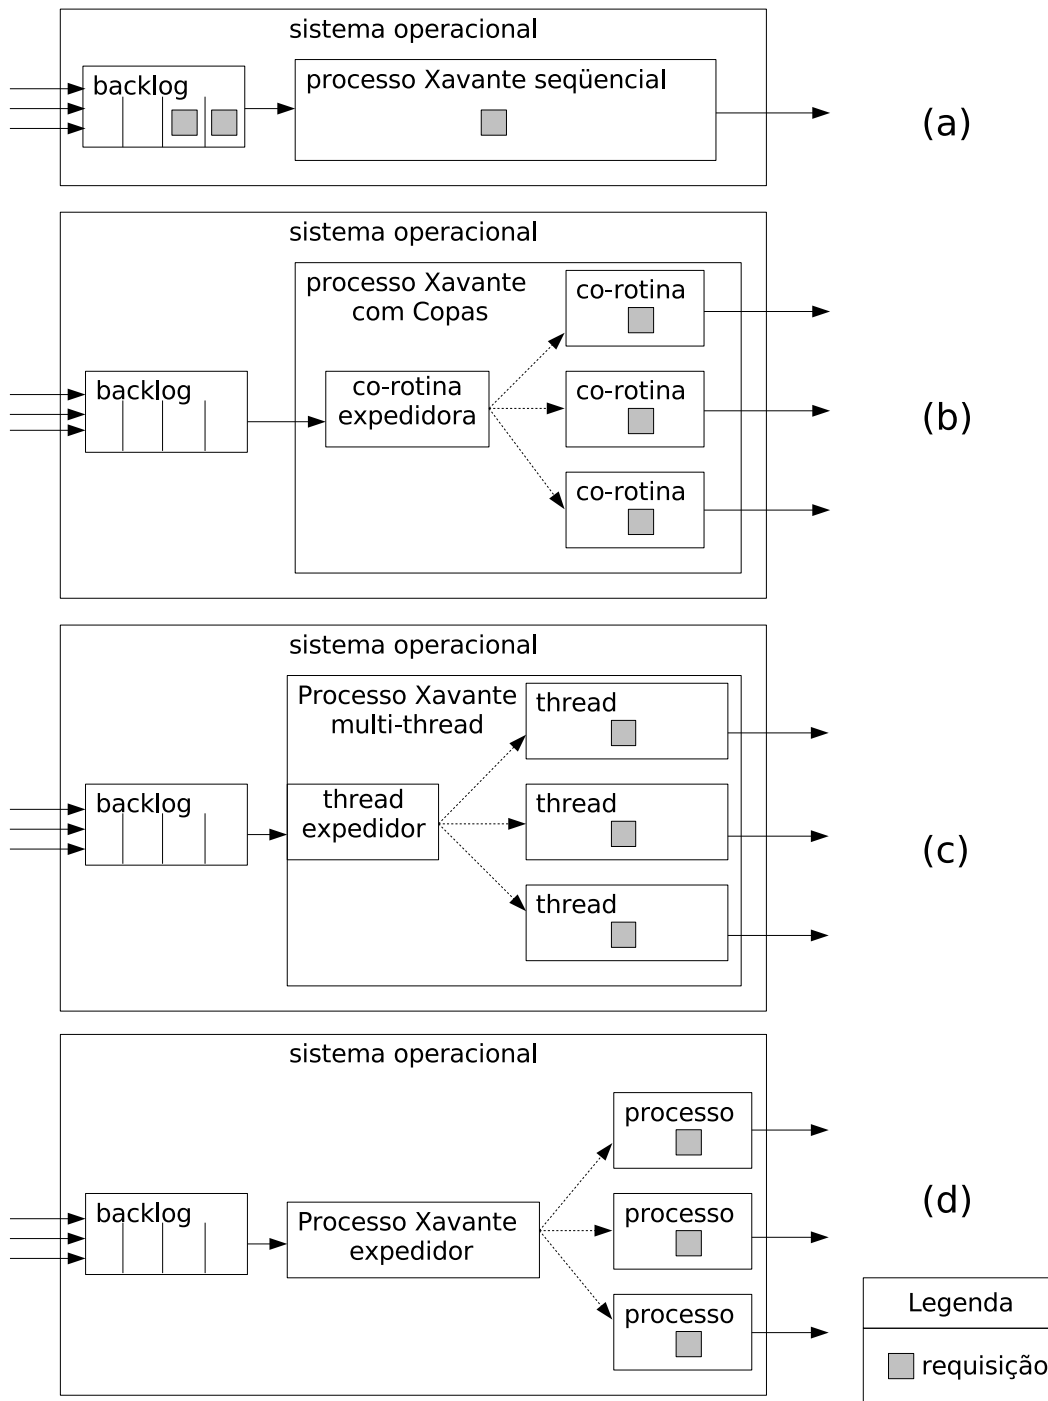 sistema operacional
backlog
processo Xavante seqüencial
(a)
sistema operacional
processo Xavante
com Copas
co-rotina
backlog
co-rotina
expedidora
co-rotina
(b)
co-rotina
sistema operacional
Processo Xavante
multi-thread
thread
backlog
thread
expedidor
thread
(c)
thread
sistema operacional
processo
backlog
Processo Xavante
expedidor
processo
(d)
processo
Legenda
requisição